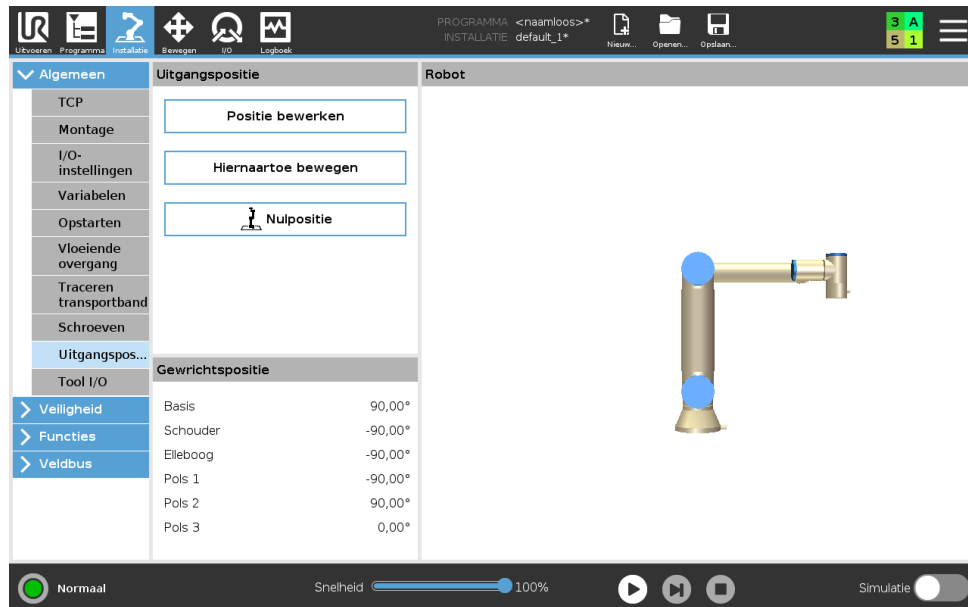 UR
Uitvoeren Programma Installatie Bewegen I/O Logboek
PROGRAMMA <naamloos>*
INSTALLATIE default_1*
Nieuw... Openen... Opslaan...
3 A
5 1
Algemeen
TCP
Montage
I/O-
instellingen
Variabelen
Opstarten
Vloeiende
overgang
Traceren
transportband
Schroeven
Uitgangspos...
Tool I/O
Veiligheid
Functies
Veldbus
Uitgangspositie
Positie bewerken
Hiernaartoe bewegen
Nulpositie
Gewrichtspositie
Basis 90,00°
Schouder -90,00°
Elleboog -90,00°
Pols 1 -90,00°
Pols 2 90,00°
Pols 3 0,00°
Robot
Normaal
Snelheid 100%
Simulatie